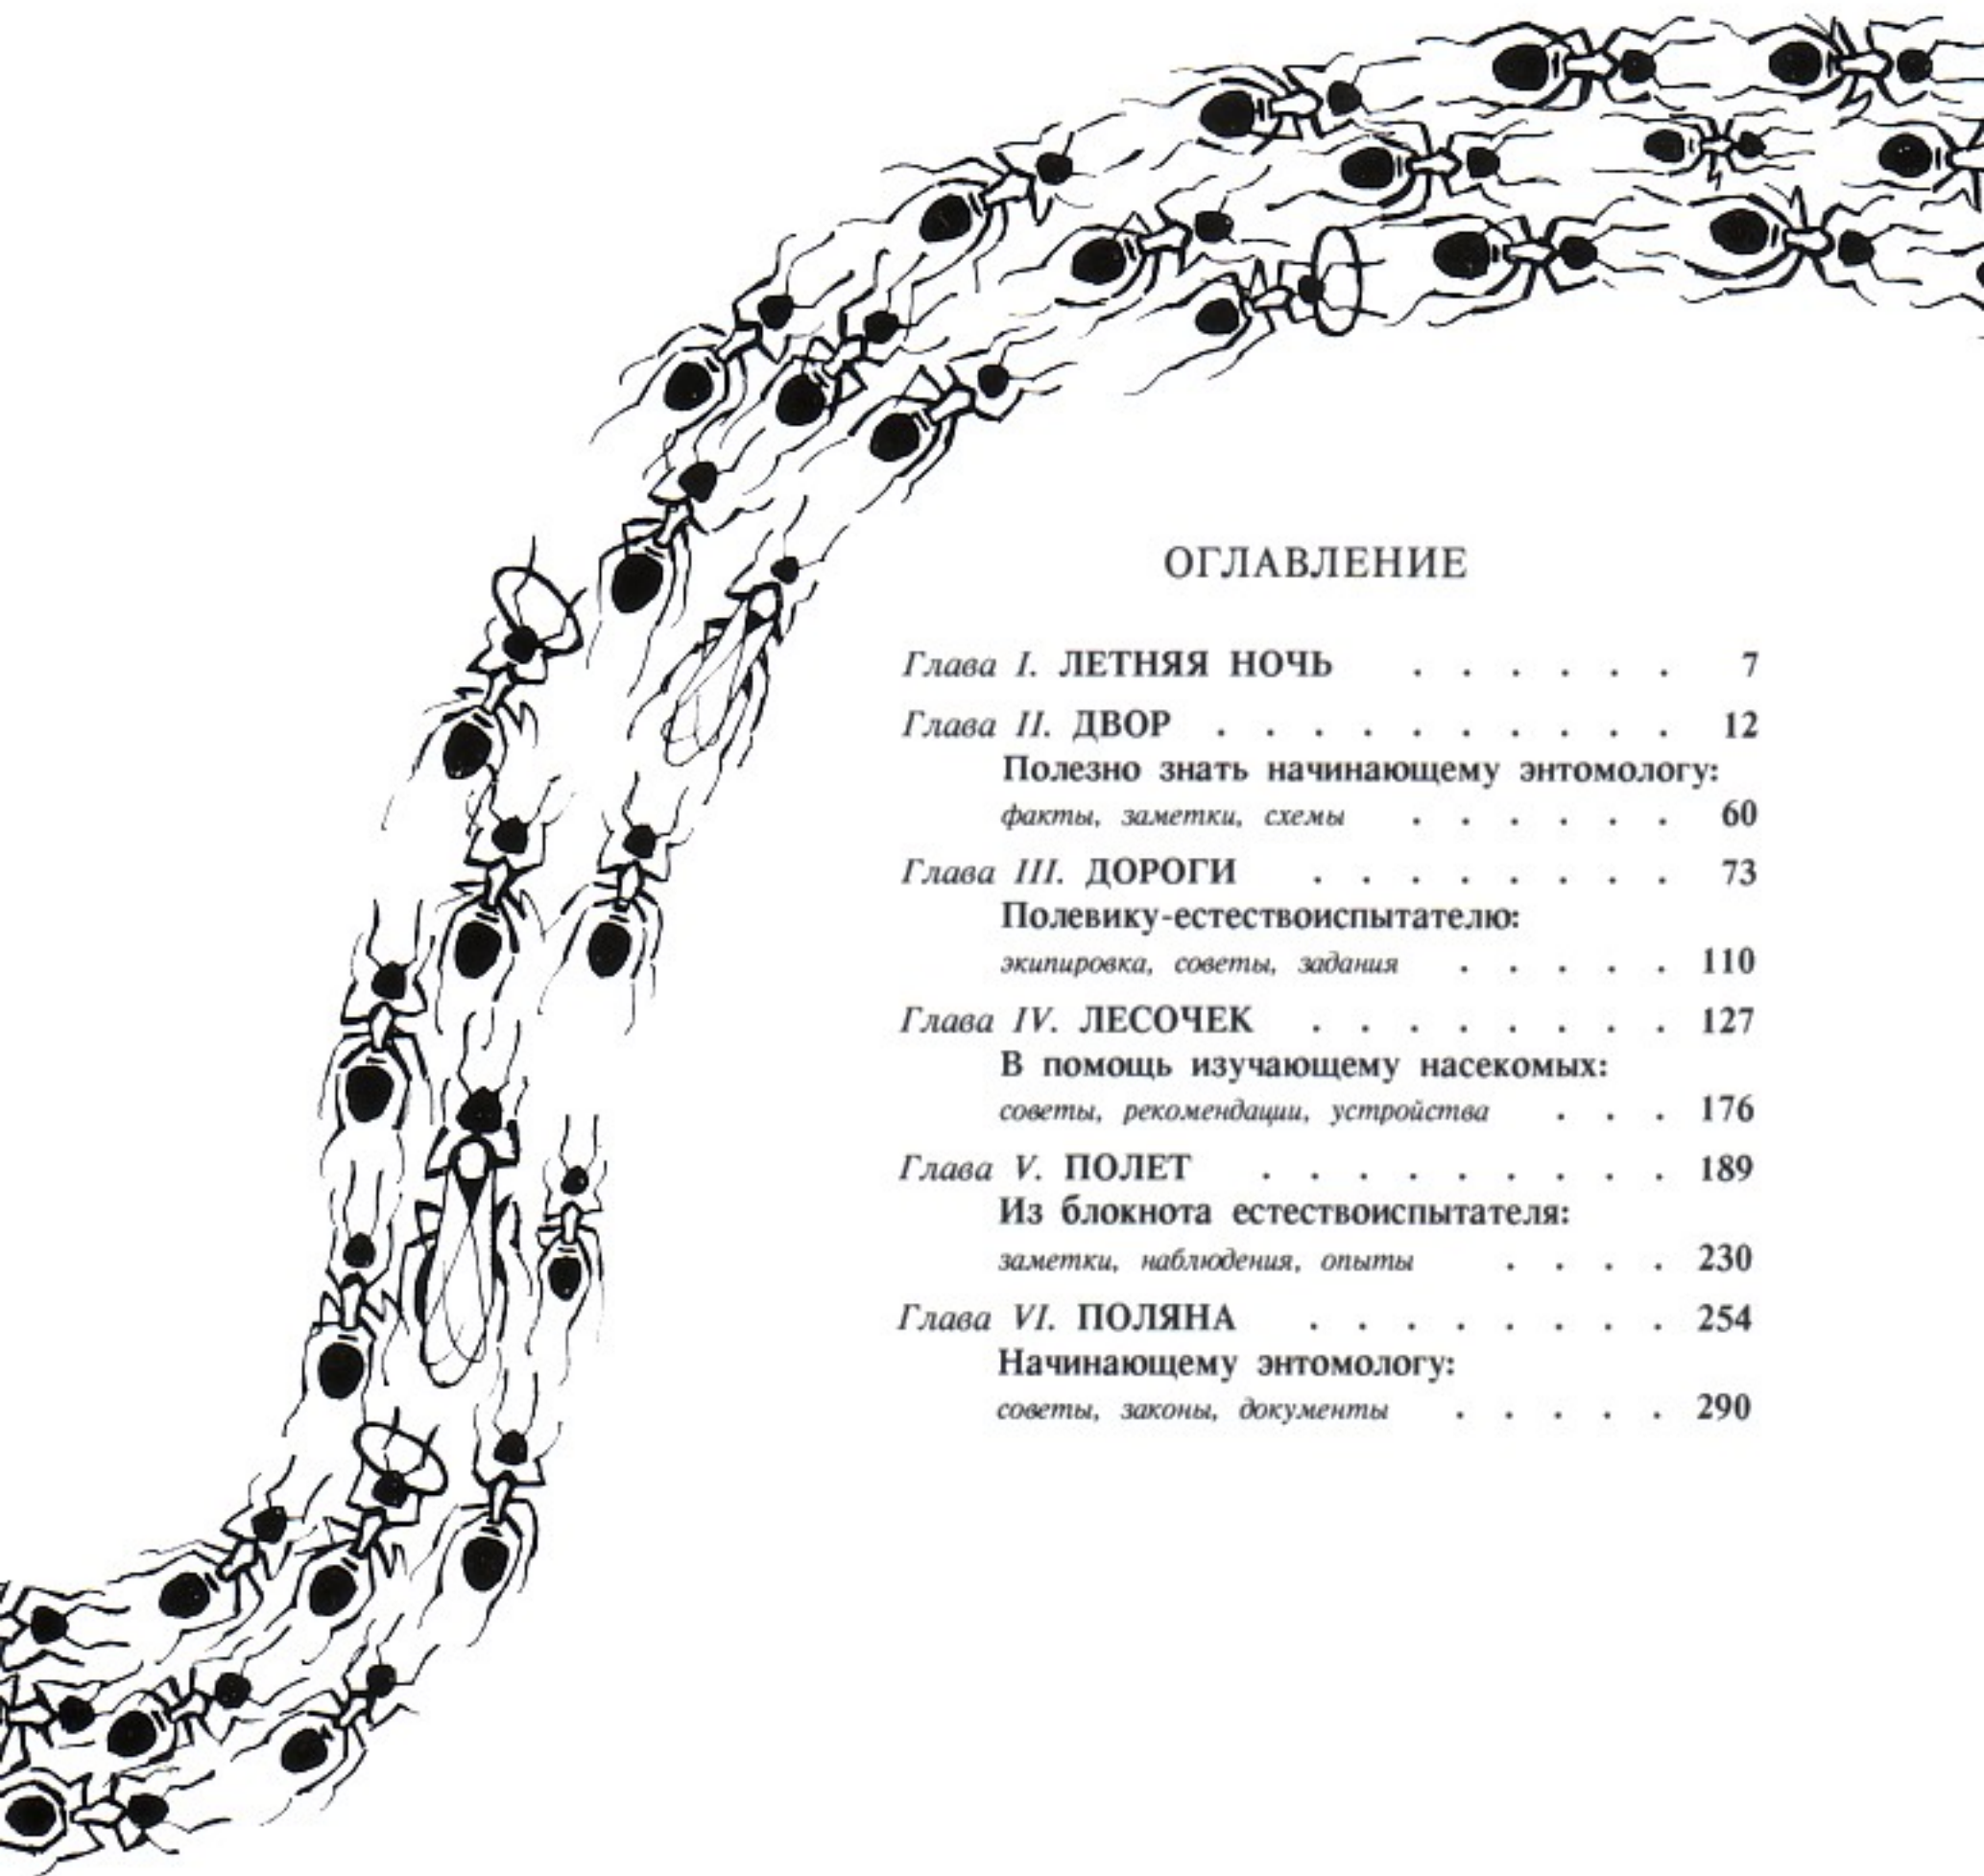 ОГЛАВЛЕНИЕ
Глава I. ЛЕТНЯЯ НОЧЬ . . . . . . 7
Глава II. ДВОР . . . . . . . . . . 12
Полезно знать начинающему энтомологу:
факты, заметки, схемы . . . . . . 60
Глава III. ДОРОГИ . . . . . . . . 73
Полевику-естествоиспытателю:
экипировка, советы, задания . . . . . 110
Глава IV. ЛЕСОЧЕК . . . . . . . . 127
В помощь изучающему насекомых:
советы, рекомендации, устройства . . . 176
Глава V. ПОЛЕТ . . . . . . . . . 189
Из блокнота естествоиспытателя:
заметки, наблюдения, опыты . . . . 230
Глава VI. ПОЛЯНА . . . . . . . . 254
Начинающему энтомологу:
советы, законы, документы . . . . . 290